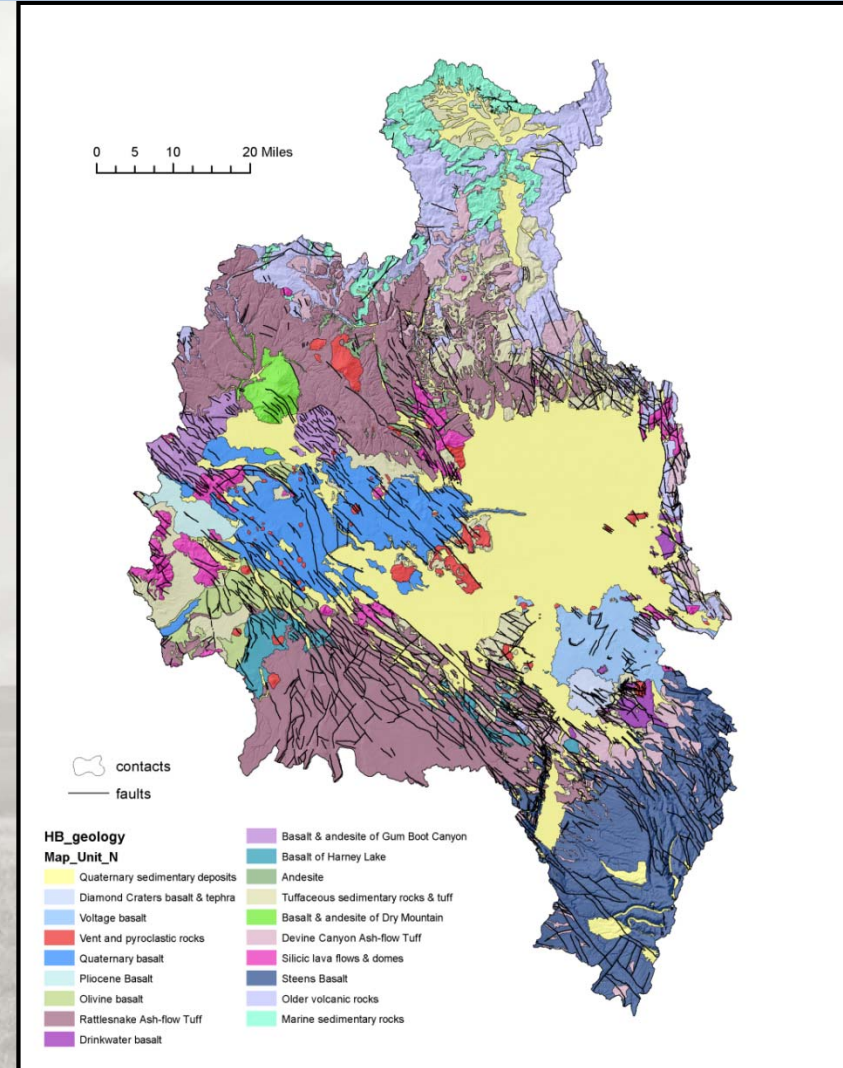 0 5 10 20 Miles
contacts
faults
HB_geology
Map_Unit_N
Quaternary sedimentary deposits
Diamond Craters basalt & tephra
Voltage basalt
Vent and pyroclastic rocks
Quaternary basalt
Pliocene Basalt
Olivine basalt
Rattlesnake Ash-flow Tuff
Drinkwater basalt
Basalt & andesite of Gum Boot Canyon
Basalt of Harney Lake
Andesite
Tuffaceous sedimentary rocks & tuff
Basalt & andesite of Dry Mountain
Devine Canyon Ash-flow Tuff
Silicic lava flows & domes
Steens Basalt
Older volcanic rocks
Marine sedimentary rocks